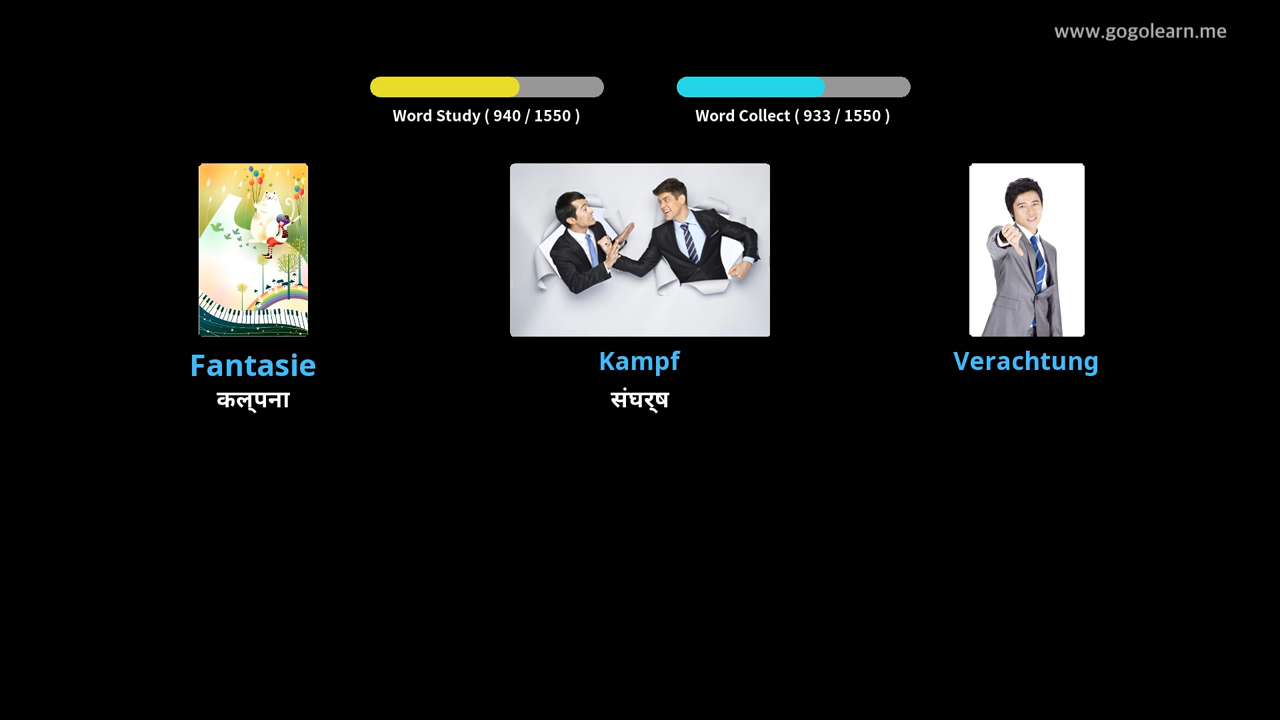 www.gogolearn.me
Word Study ( 940 / 1550 )
Word Collect ( 933 / 1550 )
Fantasie
Kampf
Verachtung
कल्पना
संघर्ष